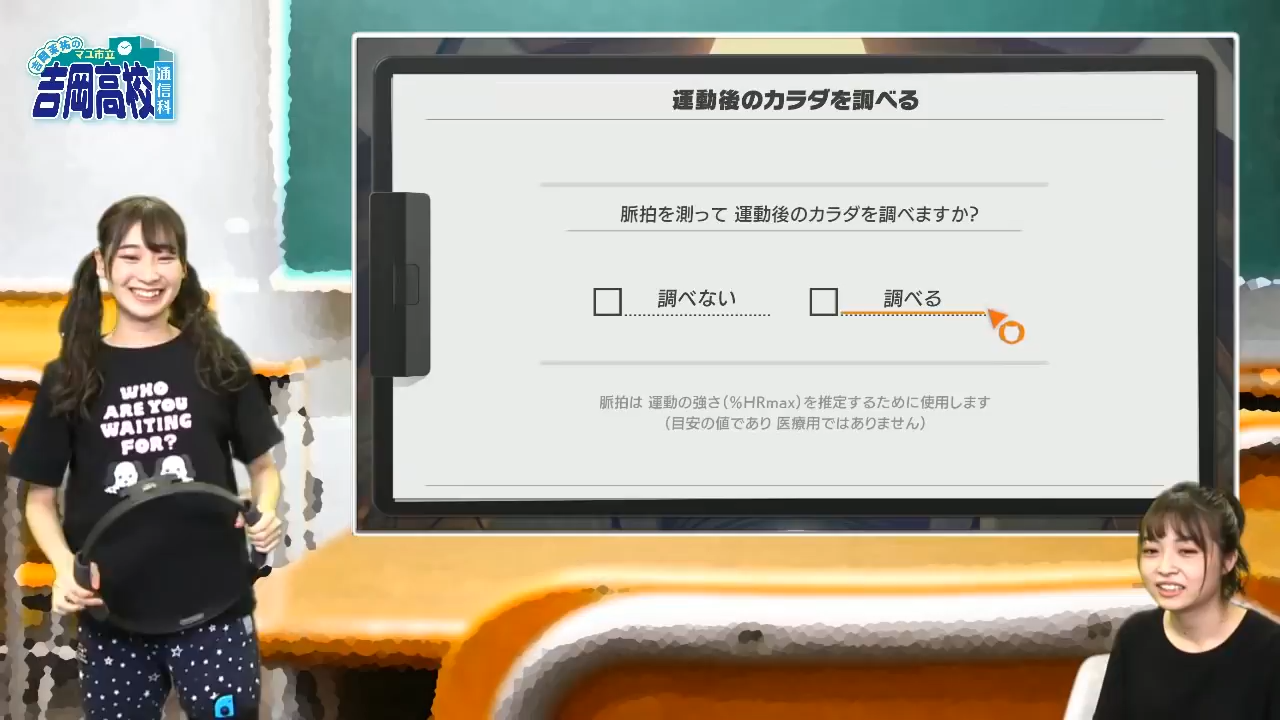 吉岡茉祐の
マユ市立
吉岡高校
通信科
運動後のカラダを調べる
脈拍を測って 運動後のカラダを調べますか?
調べない
調べる
脈拍は 運動の強さ(%HRmax)を推定するために使用します
(目安の値であり 医療用ではありません)
WHO
ARE YOU
WAITING
FOR?